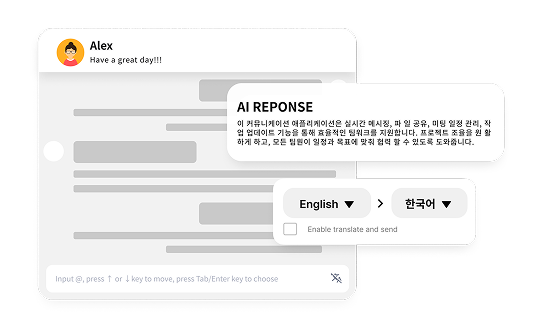 Alex
Have a great day!!!
AI REPONSE
이 커뮤니케이션 애플리케이션은 실시간 메시징, 파 일 공유, 미팅 일정 관리, 작
업 업데이트 기능을 통해 효율적인 팀워크를 지원합니다. 프로젝트 조율을 원 활
하게 하고, 모든 팀원이 일정과 목표에 맞춰 협력 할 수 있도록 도와줍니다.
English ▼ > 한국어 ▼
Enable translate and send
Input @, press ↑ or ↓ key to move, press Tab/Enter key to choose